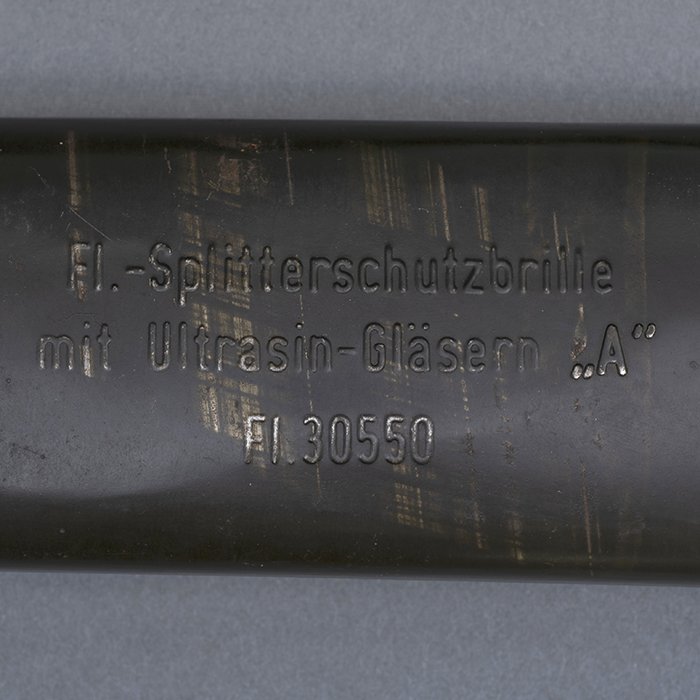 Fl.-Splitterschutzbrille
mit Ultrasin-Gläsern „A”
Fl.30550